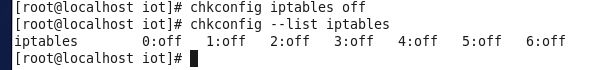 [root@localhost iot]# chkconfig iptables off
[root@localhost iot]# chkconfig --list iptables
iptables        0:off   1:off   2:off   3:off   4:off   5:off   6:off
[root@localhost iot]#